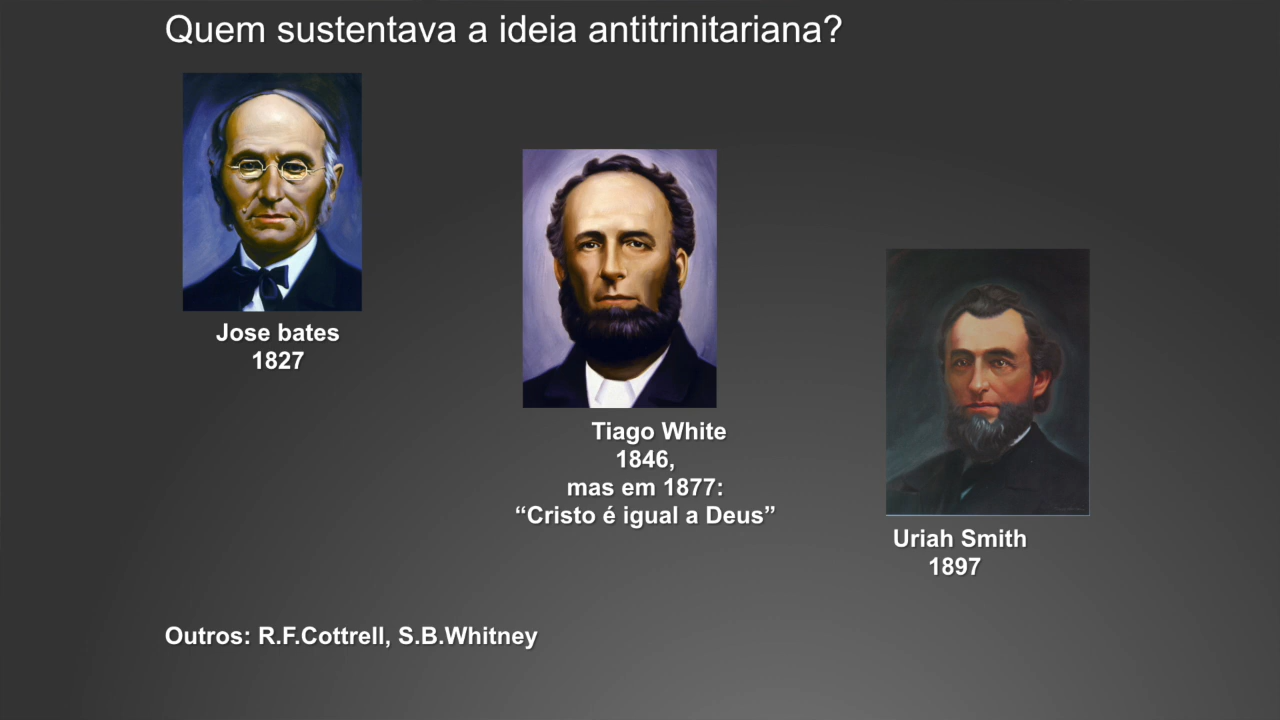 Quem sustentava a ideia antitrinitariana?
Jose bates
1827
Tiago White
1846,
mas em 1877:
“Cristo é igual a Deus”
Uriah Smith
1897
Outros: R.F.Cottrell, S.B.Whitney